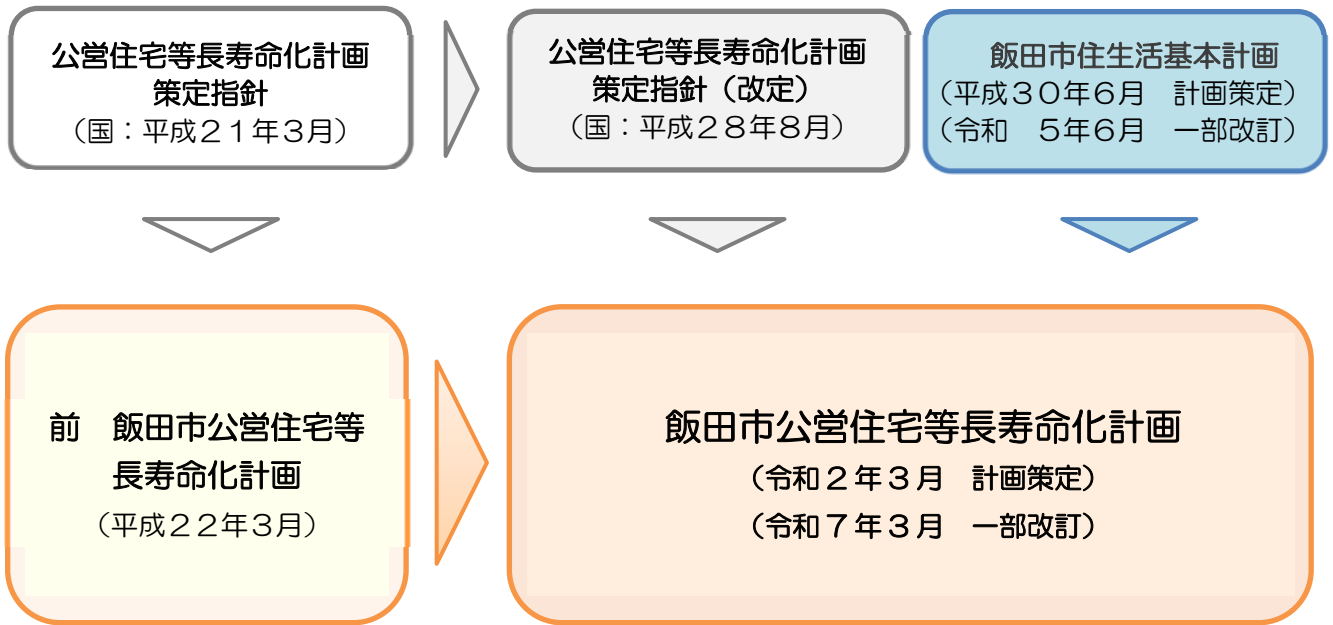 公営住宅等長寿命化計画
策定指針
（国：平成２１年３月）
公営住宅等長寿命化計画
策定指針（改定）
（国：平成２８年８月）
飯田市住生活基本計画
（平成３０年６月　計画策定）
（令和　５年６月　一部改訂）
前　飯田市公営住宅等
長寿命化計画
（平成２２年３月）
飯田市公営住宅等長寿命化計画
（令和２年３月　計画策定）
（令和７年３月　一部改訂）